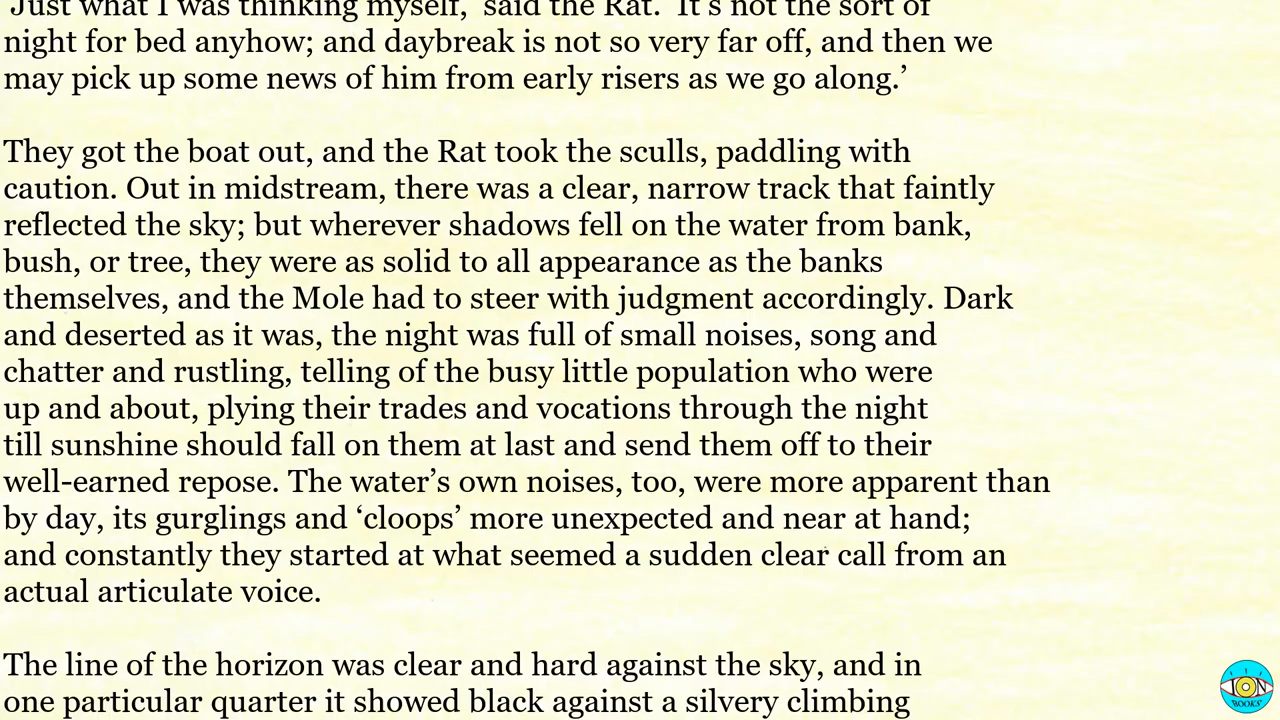 'Just what I was thinking myself,' said the Rat. 'It's not the sort of
night for bed anyhow; and daybreak is not so very far off, and then we
may pick up some news of him from early risers as we go along.’
They got the boat out, and the Rat took the sculls, paddling with
caution. Out in midstream, there was a clear, narrow track that faintly
reflected the sky; but wherever shadows fell on the water from bank,
bush, or tree, they were as solid to all appearance as the banks
themselves, and the Mole had to steer with judgment accordingly. Dark
and deserted as it was, the night was full of small noises, song and
chatter and rustling, telling of the busy little population who were
up and about, plying their trades and vocations through the night
till sunshine should fall on them at last and send them off to their
well-earned repose. The water’s own noises, too, were more apparent than
by day, its gurglings and ‘cloops’ more unexpected and near at hand;
and constantly they started at what seemed a sudden clear call from an
actual articulate voice.
The line of the horizon was clear and hard against the sky, and in
one particular quarter it showed black against a silvery climbing
ION
BOOKS